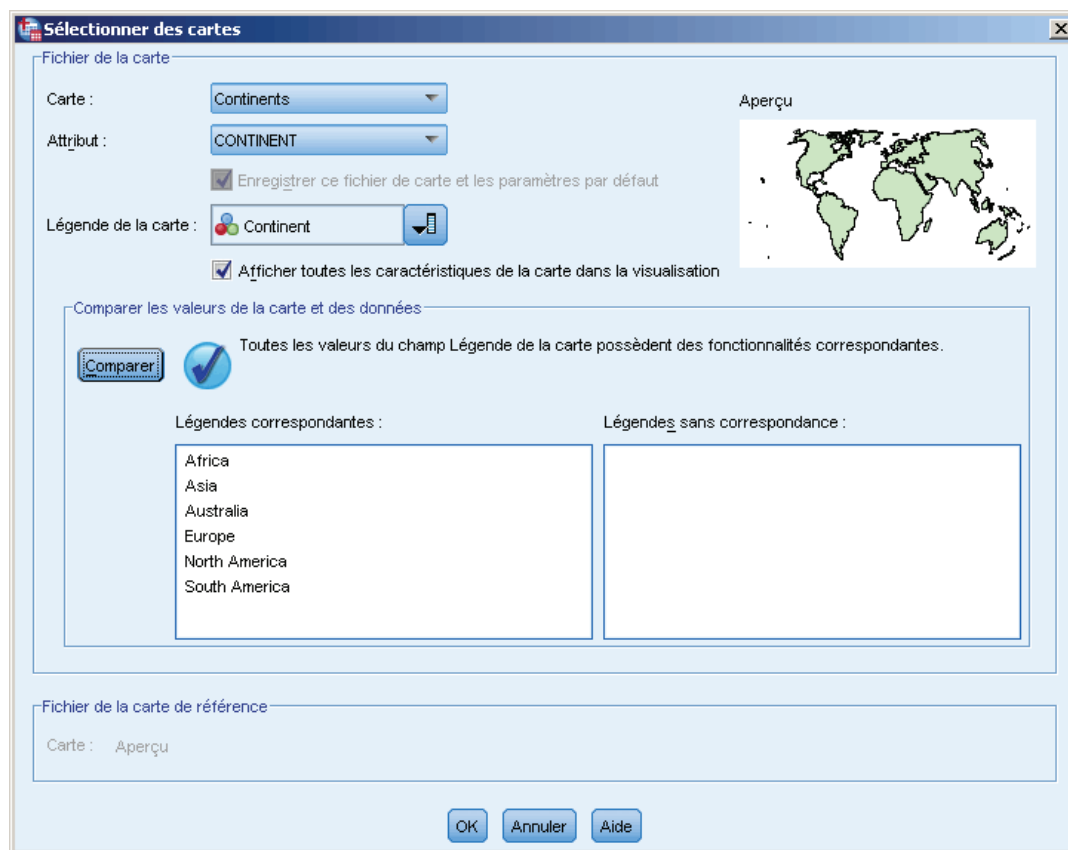 Sélectionner des cartes
Fichier de la carte
Carte : Continents
Aperçu
Attribut : CONTINENT
Enregistrer ce fichier de carte et les paramètres par défaut
Légende de la carte : Continent
Afficher toutes les caractéristiques de la carte dans la visualisation
Comparer les valeurs de la carte et des données
Comparer
Toutes les valeurs du champ Légende de la carte possèdent des fonctionnalités correspondantes.
Légendes correspondantes :
Légendes sans correspondance :
Africa
Asia
Australia
Europe
North America
South America
Fichier de la carte de référence
Carte : Aperçu
OK Annuler Aide